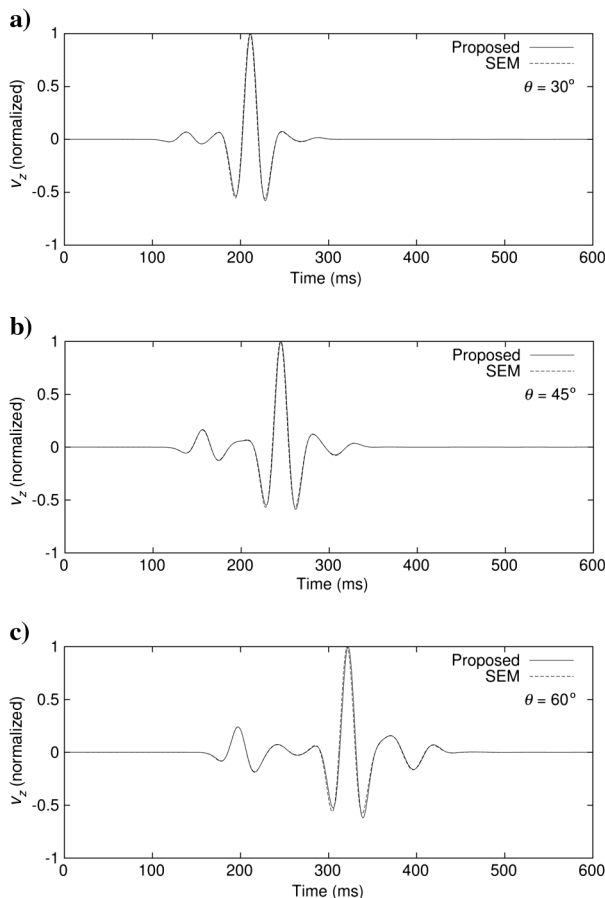 a)
1
0.5
0
-0.5
-1
v_z (normalized)
Proposed
SEM
θ = 30°
0 100 200 300 400 500 600
Time (ms)
b)
1
0.5
0
-0.5
-1
v_z (normalized)
Proposed
SEM
θ = 45°
0 100 200 300 400 500 600
Time (ms)
c)
1
0.5
0
-0.5
-1
v_z (normalized)
Proposed
SEM
θ = 60°
0 100 200 300 400 500 600
Time (ms)